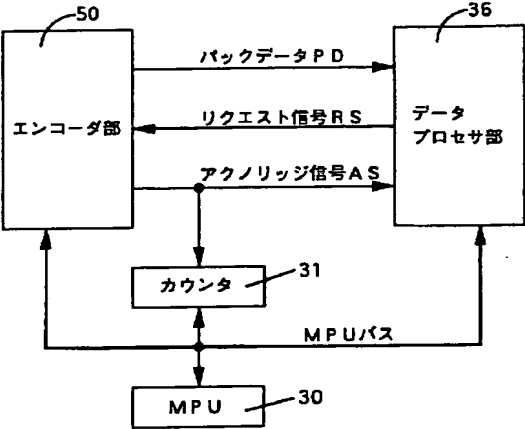 50
36
パックデータPD
エンコーダ部
リクエスト信号RS
データ
プロセサ部
アクノリッジ信号AS
カウンタ
31
MPUバス
MPU
30